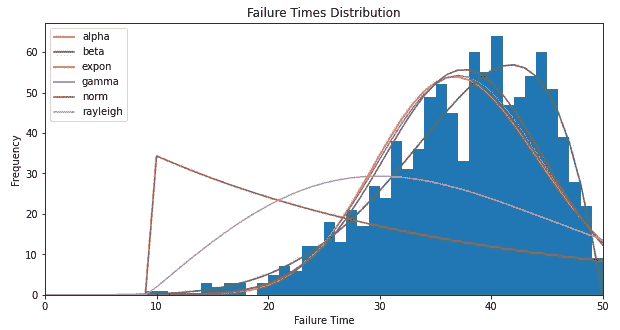 Failure Times Distribution
alpha
beta
expon
gamma
norm
rayleigh
60
50
40
30
20
10
0
Frequency
0 10 20 30 40 50
Failure Time